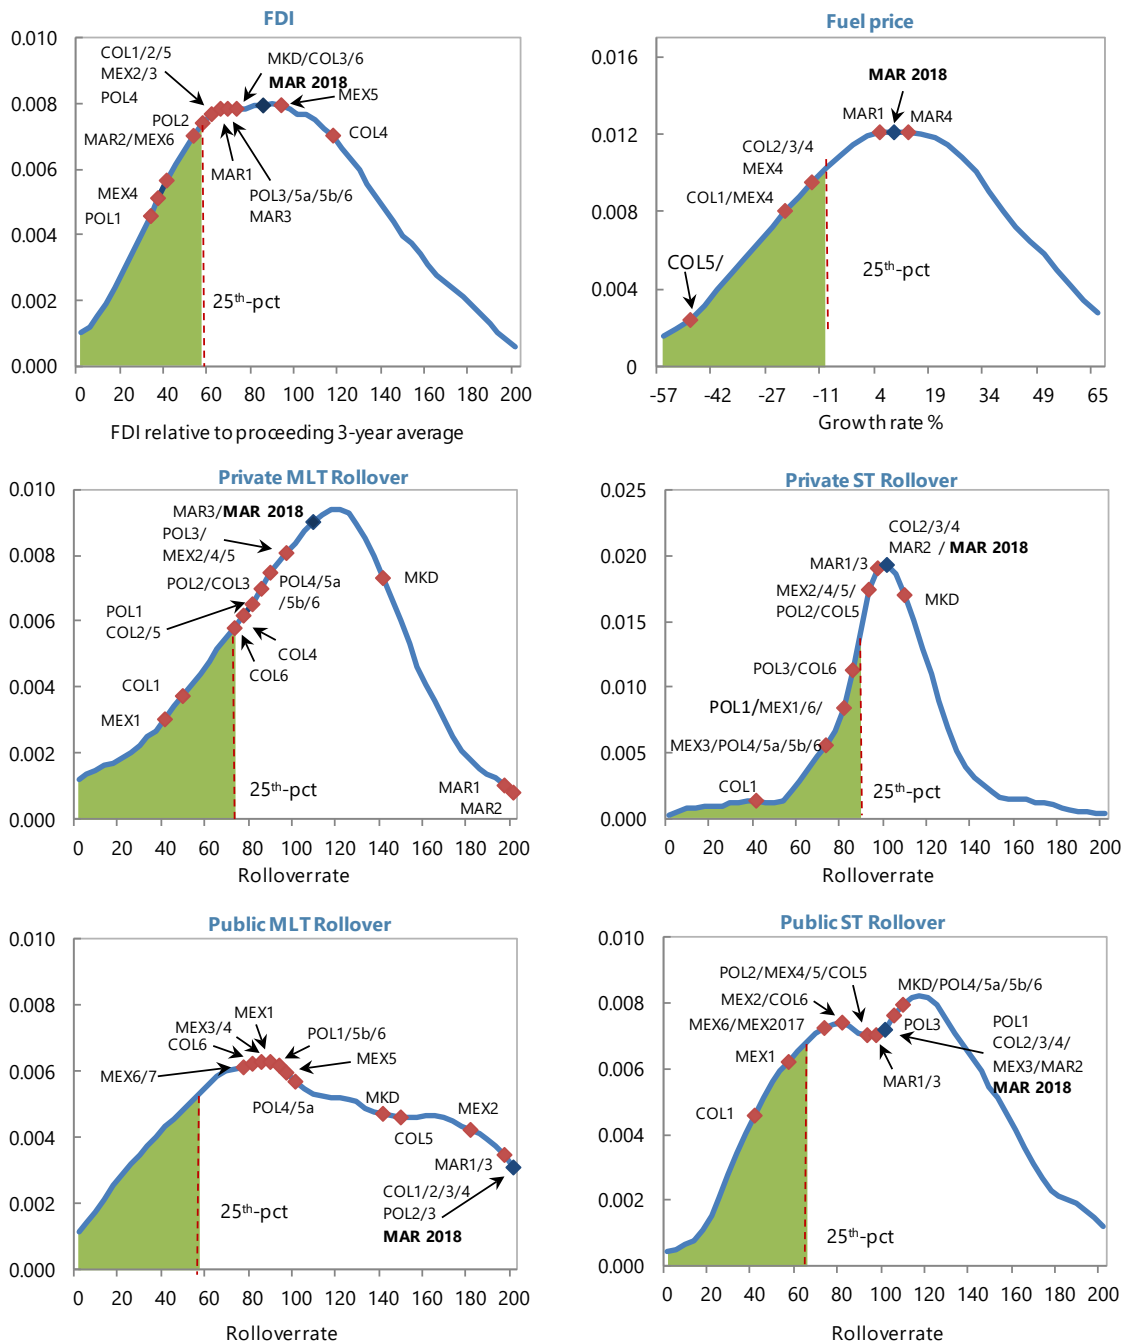 FDI
0.010
0.008
0.006
0.004
0.002
0.000
COL1/2/5
MEX2/3
POL4
POL2
MAR2/MEX6
MEX4
POL1
MKD/COL3/6
MAR 2018
MEX5
COL4
MAR1
POL3/5a/5b/6
MAR3
25th-pct
0 20 40 60 80 100 120 140 160 180 200
FDI relative to proceeding 3-year average
Fuel price
0.016
0.012
0.008
0.004
0
MAR 2018
MAR1
MAR4
COL2/3/4
MEX4
COL1/MEX4
COL5/
25th-pct
-57 -42 -27 -11 4 19 34 49 65
Growth rate %
Private MLT Rollover
0.010
0.008
0.006
0.004
0.002
0.000
MAR3/MAR 2018
POL3/
MEX2/4/5
POL2/COL3
POL4/5a
/5b/6
POL1
COL2/5
COL4
COL6
COL1
MEX1
MKD
MAR1
MAR2
25th-pct
0 20 40 60 80 100 120 140 160 180 200
Rollover rate
Private ST Rollover
0.025
0.020
0.015
0.010
0.005
0.000
COL2/3/4
MAR2 / MAR 2018
MAR1/3
MEX2/4/5/
POL2/COL5
MKD
POL3/COL6
POL1/MEX1/6/
MEX3/POL4/5a/5b/6
COL1
25th-pct
0 20 40 60 80 100 120 140 160 180 200
Rollover rate
Public MLT Rollover
0.010
0.008
0.006
0.004
0.002
0.000
MEX1
MEX3/4
COL6
MEX6/7
POL1/5b/6
MEX5
POL4/5a
MKD
COL5
MEX2
MAR1/3
COL1/2/3/4
POL2/3
MAR 2018
25th-pct
0 20 40 60 80 100 120 140 160 180 200
Rollover rate
Public ST Rollover
0.010
0.008
0.006
0.004
0.002
0.000
POL2/MEX4/5/COL5
MEX2/COL6
MEX6/MEX2017
MEX1
COL1
MKD/POL4/5a/5b/6
POL3
POL1
COL2/3/4/
MEX3/MAR2
MAR 2018
MAR1/3
25th-pct
0 20 40 60 80 100 120 140 160 180 200
Rollover rate